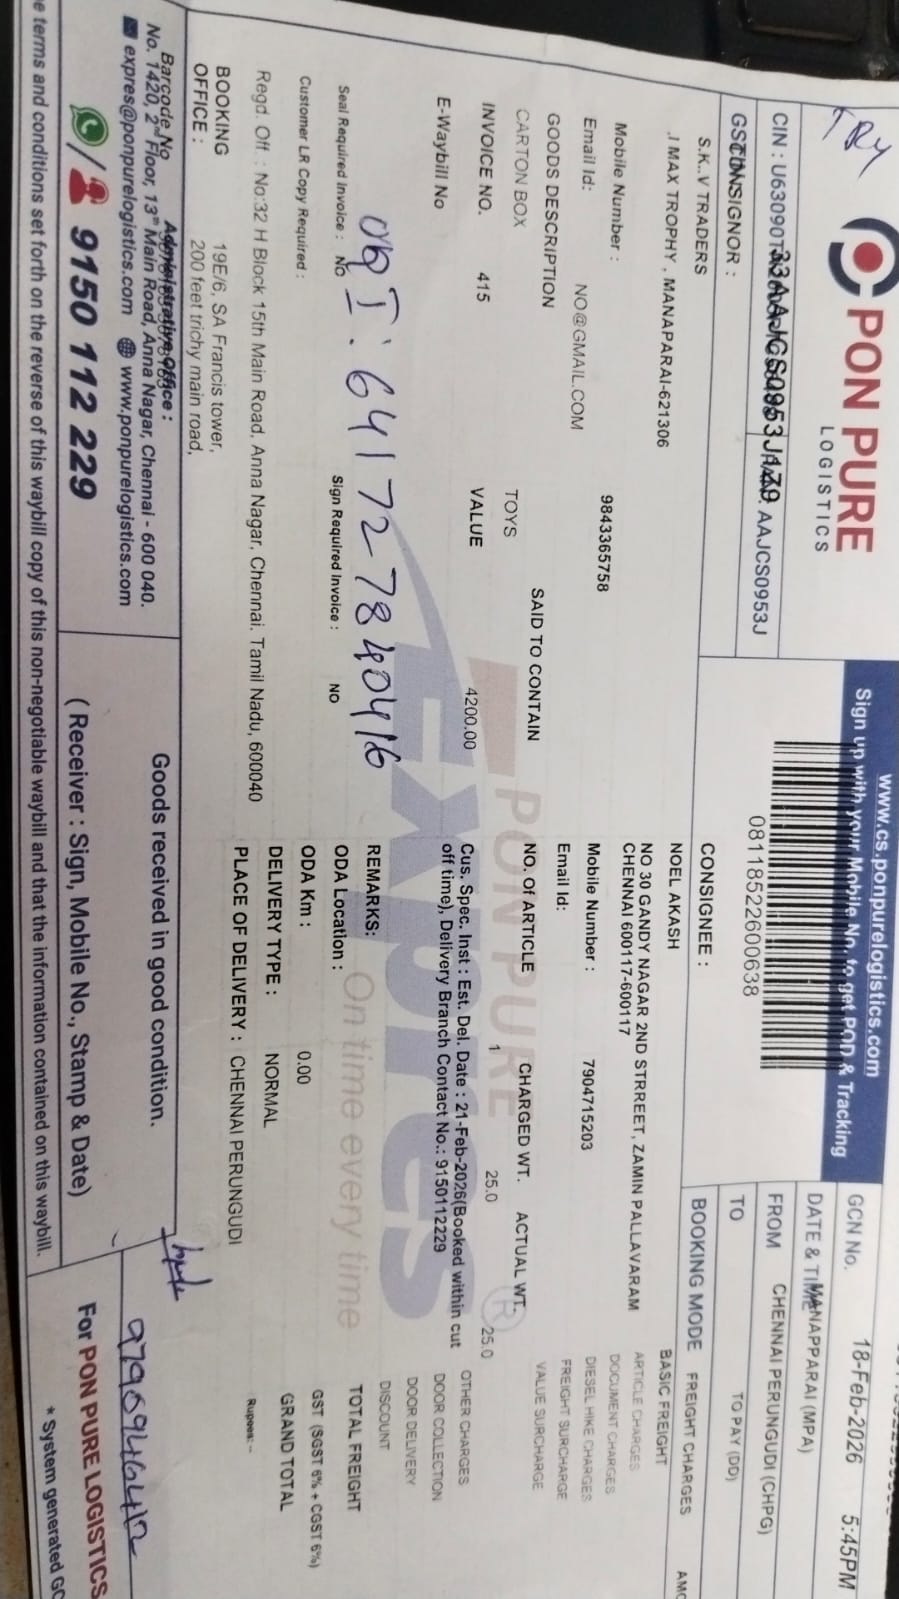 TRY
PON PURE
LOGISTICS
www.cs.ponpurelogistics.com
Sign up with your Mobile No. to get POD & Tracking
GCN No.
18-Feb-2026 5:45PM
DATE & TIME
MANAPPARAI (MPA)
CIN : U63090
33AAJCS0953J1Z9
AAJCS0953J
08118522600638
FROM CHENNAI PERUNGUDI (CHPG)
TO TO PAY (DD)
GSTIN
CONSIGNOR :
CONSIGNEE :
BOOKING MODE FREIGHT CHARGES
S.K..V TRADERS
NOEL AKASH
BASIC FREIGHT
.I MAX TROPHY , MANAPARAI-621306
NO 30 GANDY NAGAR 2ND STRREET, ZAMIN PALLAVARAM
CHENNAI 600117-600117
ARTICLE CHARGES
DOCUMENT CHARGES
Mobile Number : 9843365758
Mobile Number : 7904715203
DIESEL HIKE CHARGES
Email Id: NO@GMAIL.COM
Email Id:
FREIGHT SURCHARGE
GOODS DESCRIPTION SAID TO CONTAIN
NO. OF ARTICLE CHARGED WT. ACTUAL WT.
VALUE SURCHARGE
CARTON BOX TOYS
1 25.0 25.0
INVOICE NO. 415 VALUE 4200.00
Cus. Spec. Inst : Est. Del. Date : 21-Feb-2026(Booked within cut
off time), Delivery Branch Contact No.: 9150112229
OTHER CHARGES
E-Waybill No
DOOR COLLECTION
DOOR DELIVERY
DISCOUNT
PON PURE
Expres
On time every time
REMARKS:
TOTAL FREIGHT
641727840416
Seal Required Invoice : NO Sign Required Invoice : NO
ODA Location :
GST (SGST 6% + CGST 6%)
Customer LR Copy Required :
ODA Km : 0.00
GRAND TOTAL
DELIVERY TYPE : NORMAL
Rupees: --
Regd. Off : No:32 H Block 15th Main Road, Anna Nagar, Chennai, Tamil Nadu, 600040
PLACE OF DELIVERY : CHENNAI PERUNGUDI
BOOKING
OFFICE :
19E/6, SA Francis tower,
200 feet trichy main road,
Barcode No
Administrative Office :
No. 1420, 2nd Floor, 13th Main Road, Anna Nagar, Chennai - 600 040.
expres@ponpurelogistics.com www.ponpurelogistics.com
9150 112 229
Goods received in good condition.
( Receiver : Sign, Mobile No., Stamp & Date)
9798946412
For PON PURE LOGISTICS
e terms and conditions set forth on the reverse of this waybill copy of this non-negotiable waybill and that the information contained on this waybill.
* System generated GC